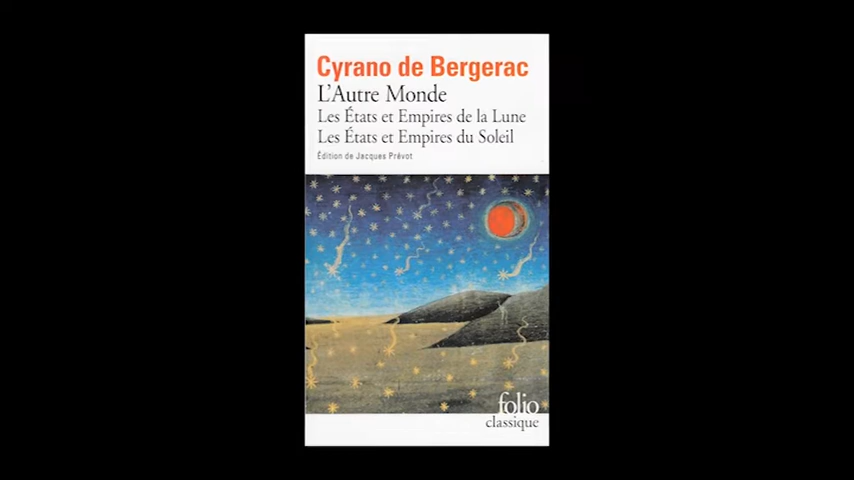 Cyrano de Bergerac
L'Autre Monde
Les États et Empires de la Lune
Les États et Empires du Soleil
Édition de Jacques Prévot
folio
classique